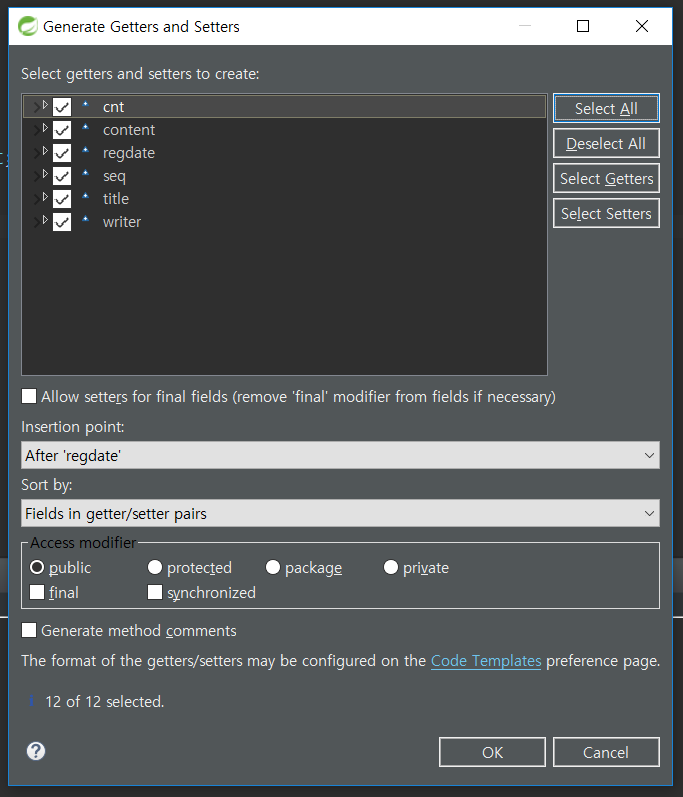 Generate Getters and Setters
Select getters and setters to create:
cnt
content
regdate
seq
title
writer
Select All
Deselect All
Select Getters
Select Setters
Allow setters for final fields (remove 'final' modifier from fields if necessary)
Insertion point:
After 'regdate'
Sort by:
Fields in getter/setter pairs
Access modifier
public protected package private
final synchronized
Generate method comments
The format of the getters/setters may be configured on the Code Templates preference page.
i 12 of 12 selected.
?
OK Cancel